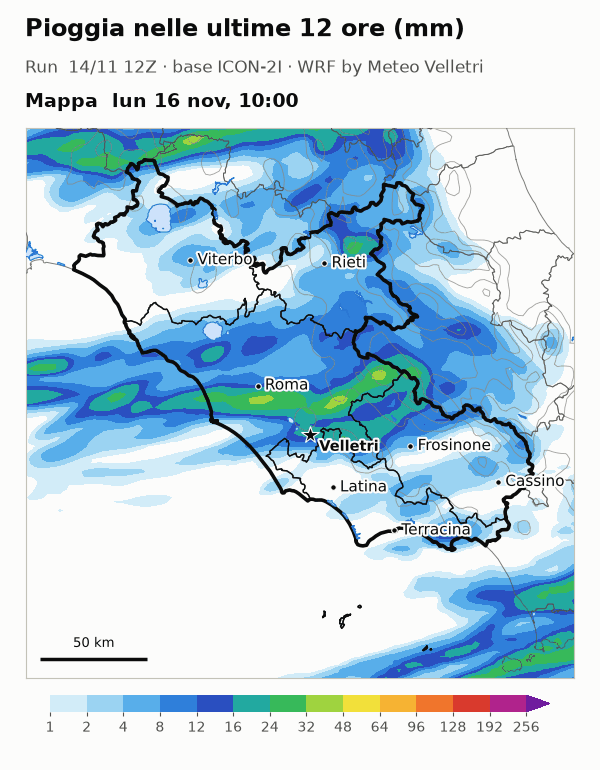 Pioggia nelle ultime 12 ore (mm)
Run  14/11 12Z · base ICON-2I · WRF by Meteo Velletri
Mappa  lun 16 nov, 10:00
Viterbo
Rieti
Roma
Velletri
Frosinone
Cassino
Latina
Terracina
50 km
1 2 4 8 12 16 24 32 48 64 96 128 192 256